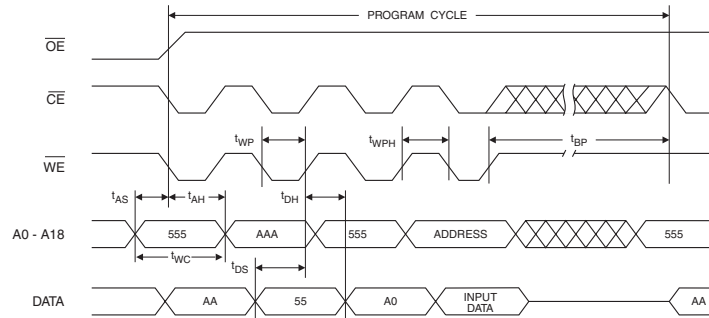 PROGRAM CYCLE
OE
CE
tWP
tWPH
tBP
WE
tAS
tAH
tDH
A0 - A18
555
AAA
555
ADDRESS
555
tWC
tDS
DATA
AA
55
A0
INPUT
DATA
AA